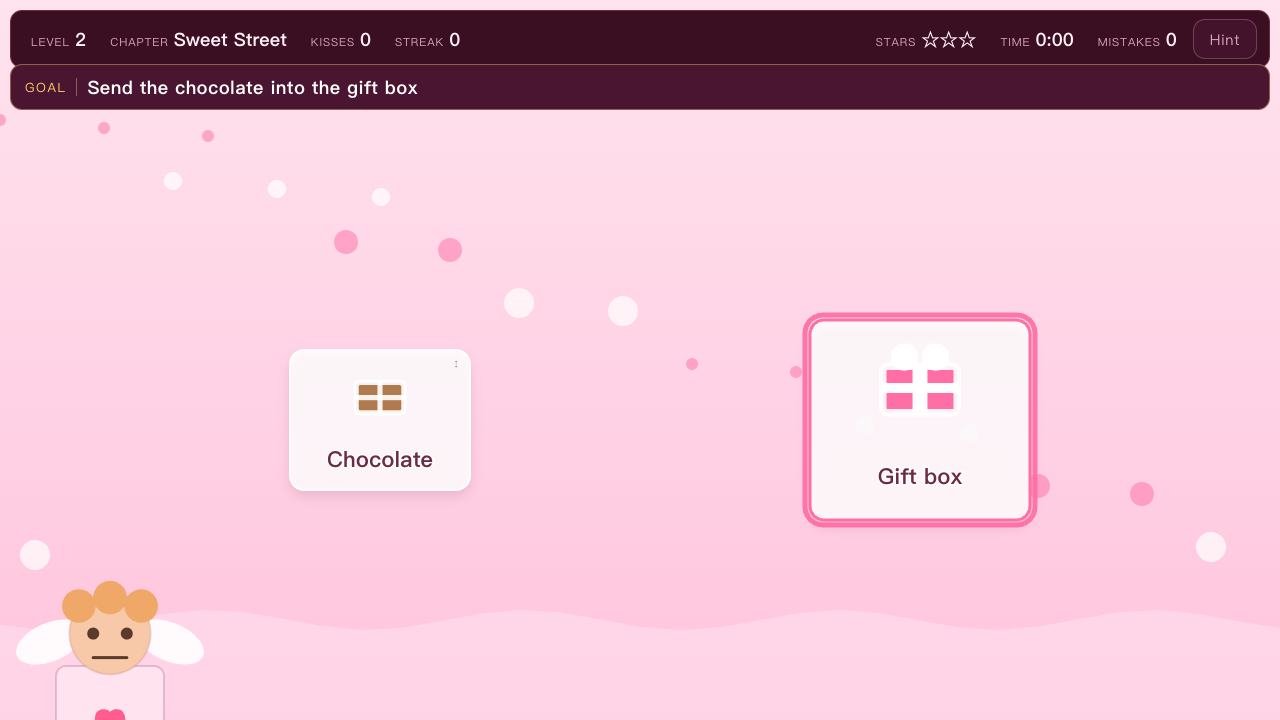 LEVEL 2 CHAPTER Sweet Street KISSES 0 STREAK 0 STARS ☆☆☆ TIME 0:00 MISTAKES 0 Hint
GOAL Send the chocolate into the gift box
Chocolate
Gift box